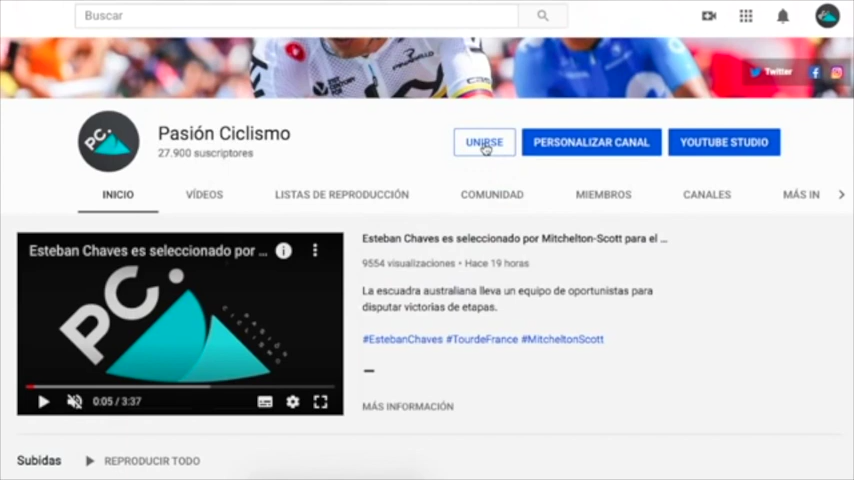 Buscar
Twitter
PINARELLO
PC.
Pasión Ciclismo
27.900 suscriptores
UNIRSE
PERSONALIZAR CANAL
YOUTUBE STUDIO
INICIO
VÍDEOS
LISTAS DE REPRODUCCIÓN
COMUNIDAD
MIEMBROS
CANALES
MÁS IN
Esteban Chaves es seleccionado por ...
PC.
0:05 / 3:37
Esteban Chaves es seleccionado por Mitchelton-Scott para el ...
9554 visualizaciones • Hace 19 horas
La escuadra australiana lleva un equipo de oportunistas para
disputar victorias de etapas.
#EstebanChaves #TourdeFrance #MitcheltonScott
MÁS INFORMACIÓN
Subidas
REPRODUCIR TODO